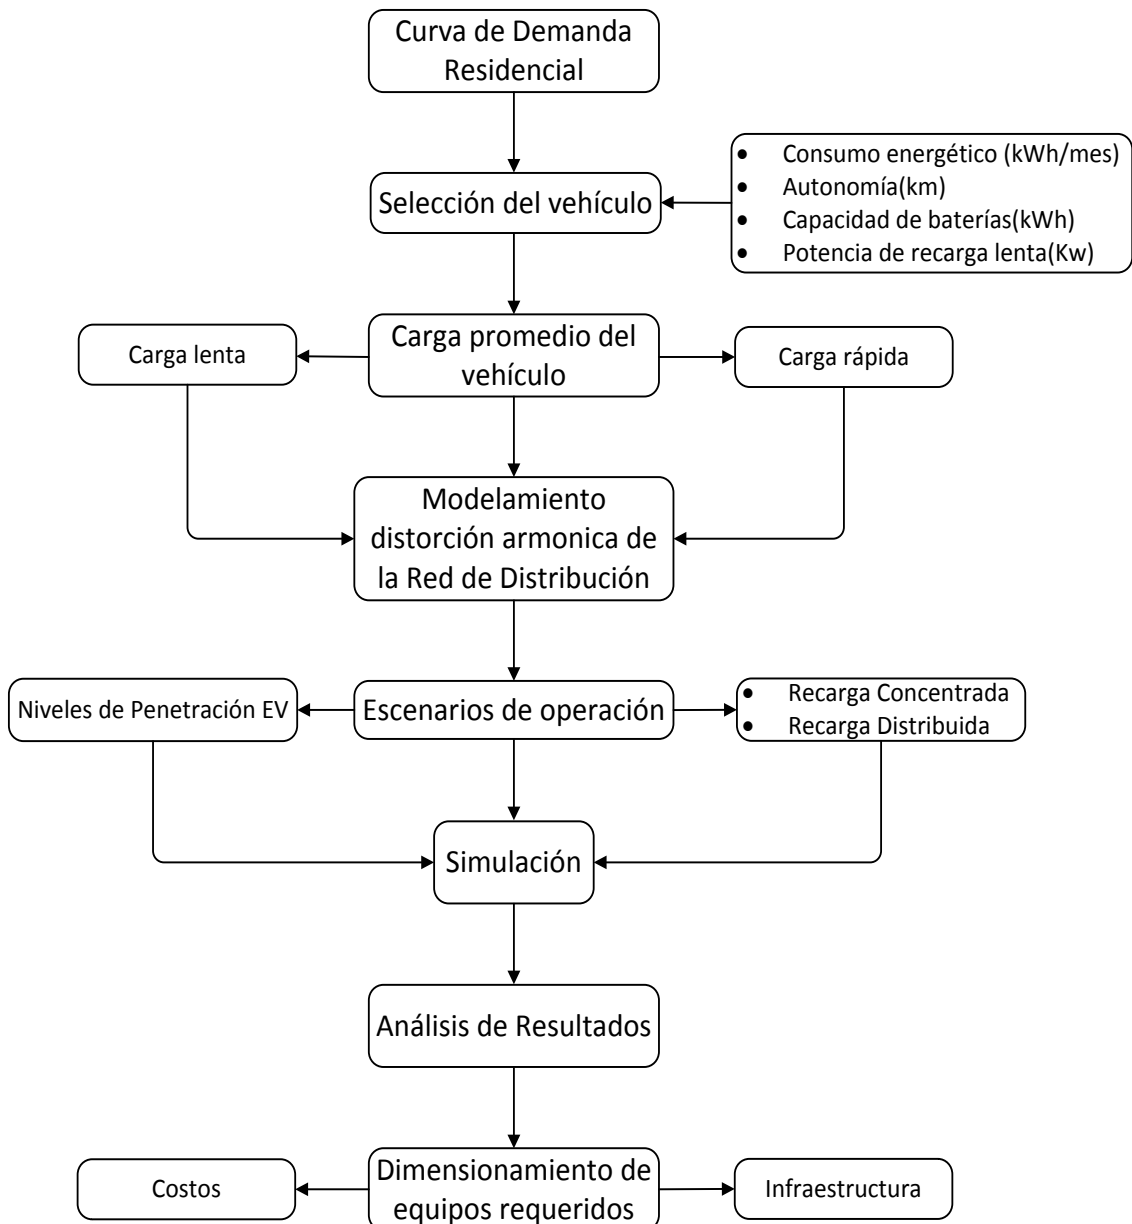 Curva de Demanda
Residencial
Selección del vehículo
• Consumo energético (kWh/mes)
• Autonomía(km)
• Capacidad de baterías(kWh)
• Potencia de recarga lenta(Kw)
Carga lenta
Carga promedio del
vehículo
Carga rápida
Modelamiento
distorción armonica de
la Red de Distribución
Niveles de Penetración EV
Escenarios de operación
• Recarga Concentrada
• Recarga Distribuida
Simulación
Análisis de Resultados
Costos
Dimensionamiento de
equipos requeridos
Infraestructura